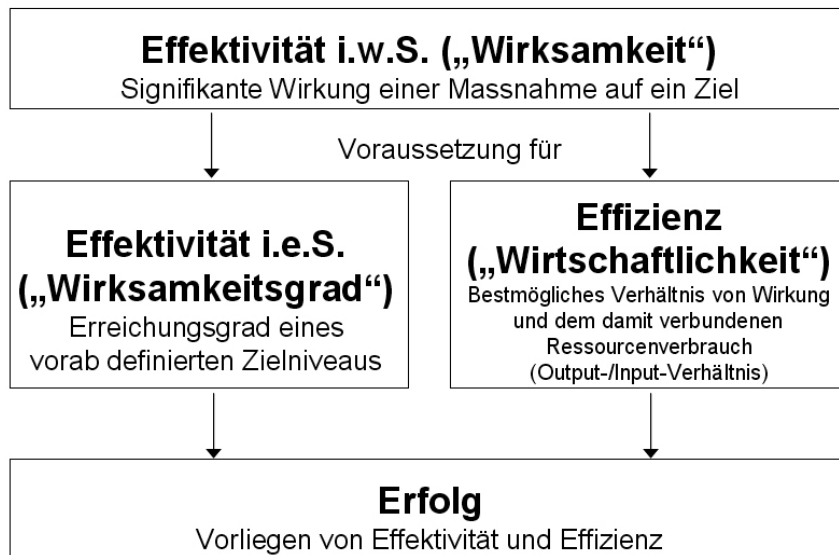 Effektivität i.w.S. („Wirksamkeit“)
Signifikante Wirkung einer Massnahme auf ein Ziel
Voraussetzung für
Effektivität i.e.S.
(„Wirksamkeitsgrad“)
Erreichungsgrad eines
vorab definierten Zielniveaus
Effizienz
(„Wirtschaftlichkeit“)
Bestmögliches Verhältnis von Wirkung
und dem damit verbundenen
Ressourcenverbrauch
(Output-/Input-Verhältnis)
Erfolg
Vorliegen von Effektivität und Effizienz